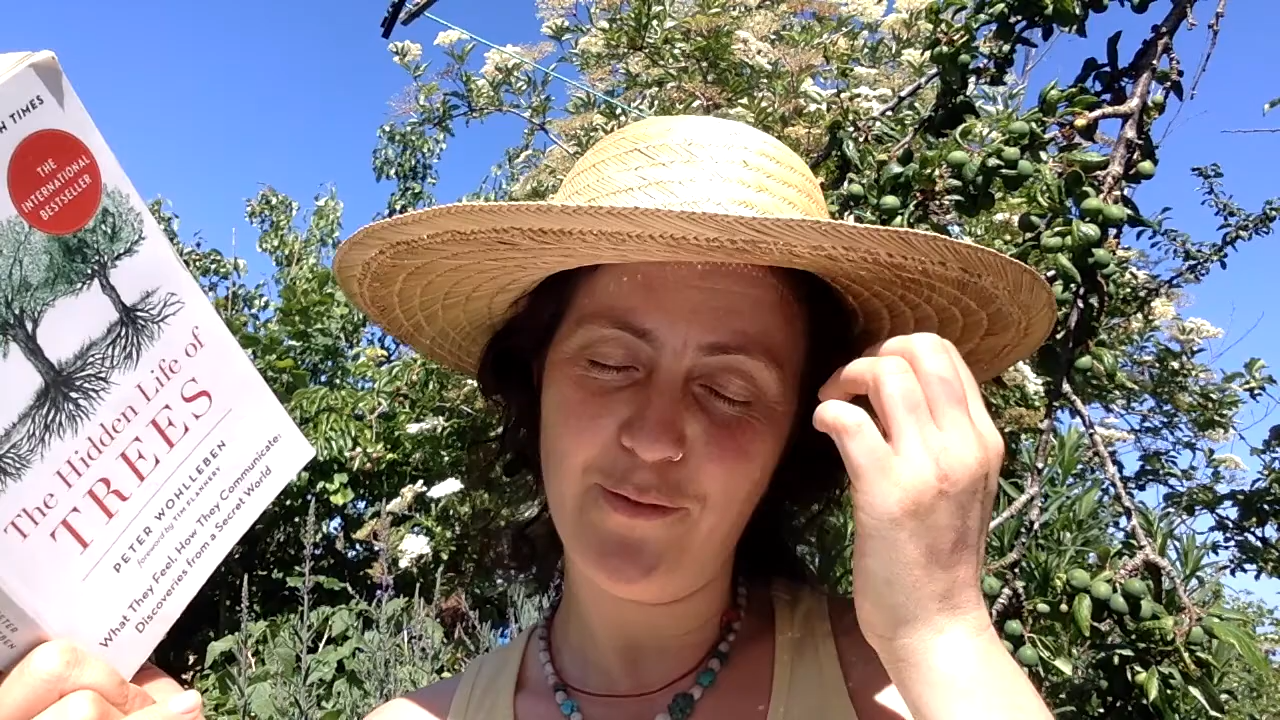 H TIMES
THE
INTERNATIONAL
BESTSELLER
The Hidden Life of
TREES
PETER WOHLLEBEN
foreword by TIM FLANNERY
What They Feel, How They Communicate:
Discoveries from a Secret World